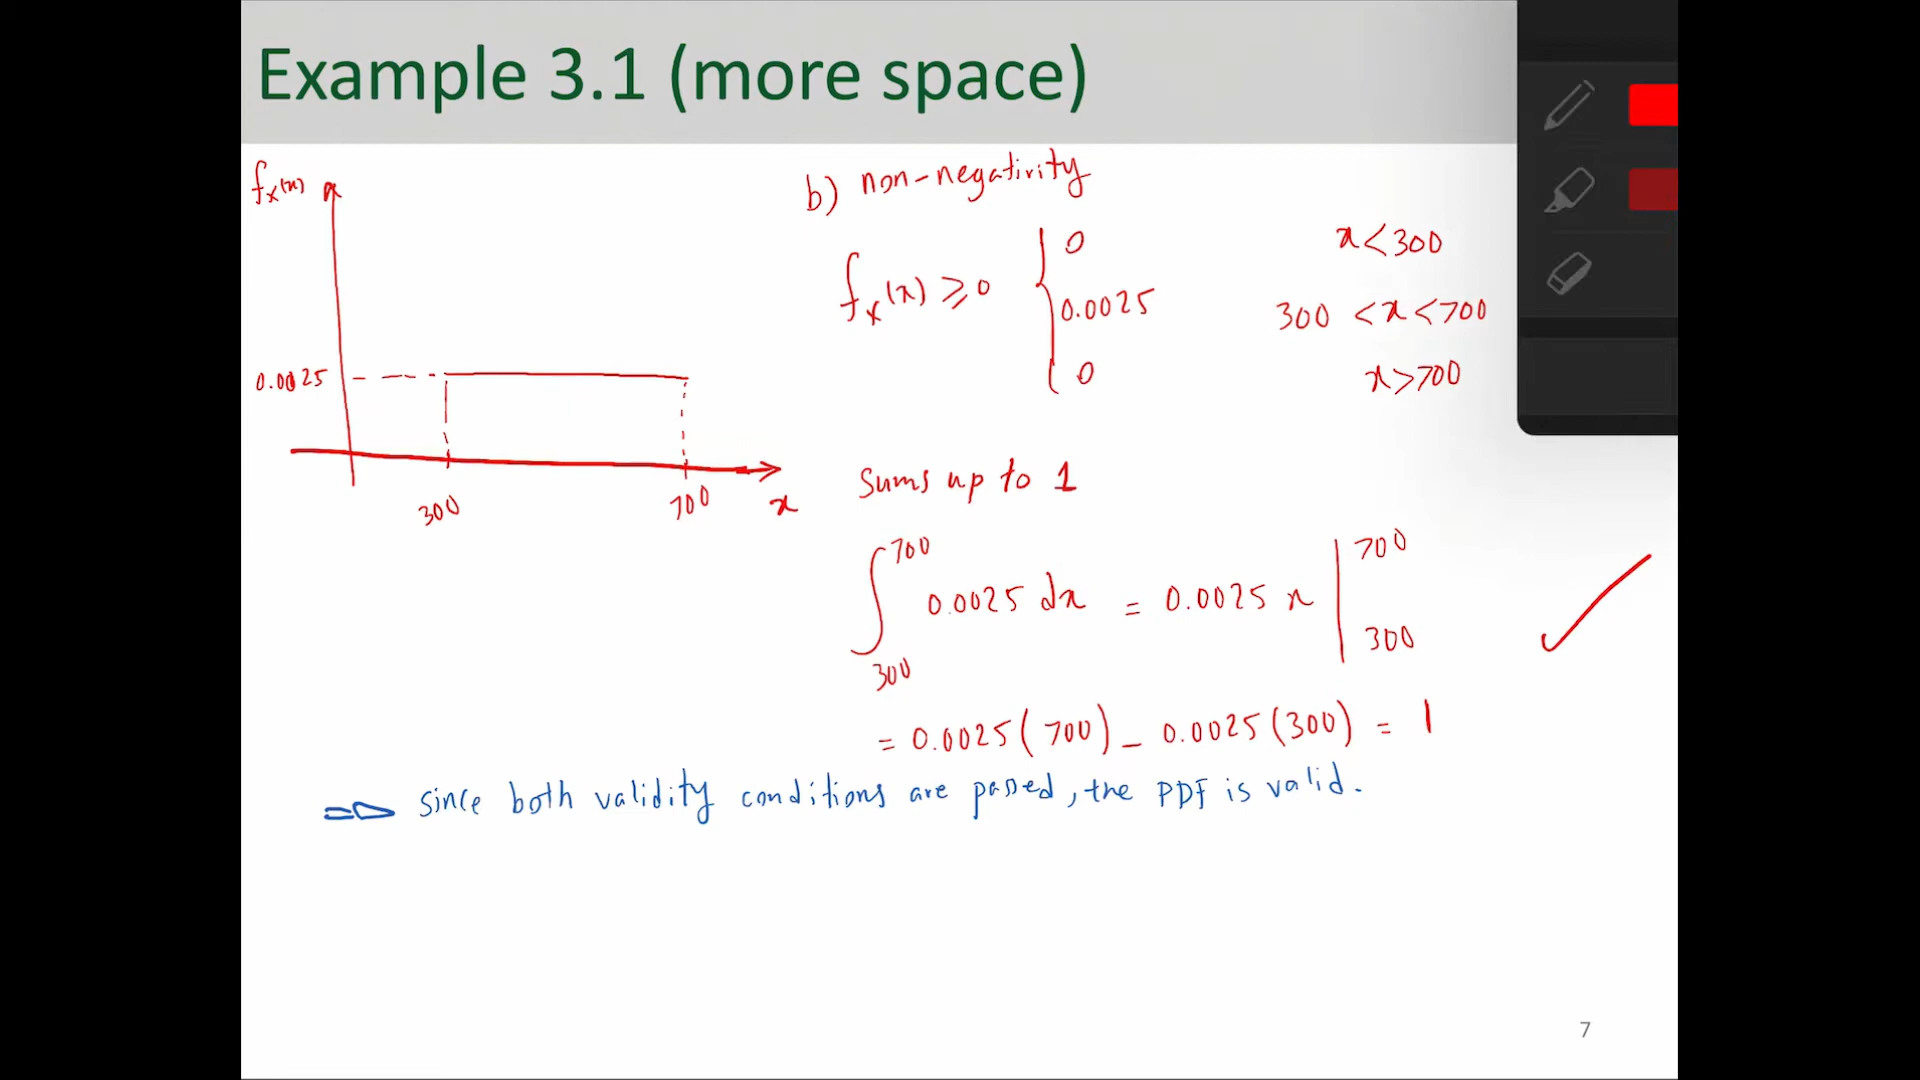 Example 3.1 (more space)
fx(x)
0.0025
300
700
x
b) non-negativity
fx(x) ⩾ 0 { 0 x < 300
0.0025 300 < x < 700
0 x > 700
Sums up to 1
∫ 700 300 0.0025 dx = 0.0025 x | 700 300 ✓
= 0.0025(700) - 0.0025(300) = 1
⇒ since both validity conditions are passed, the PDF is valid.
7